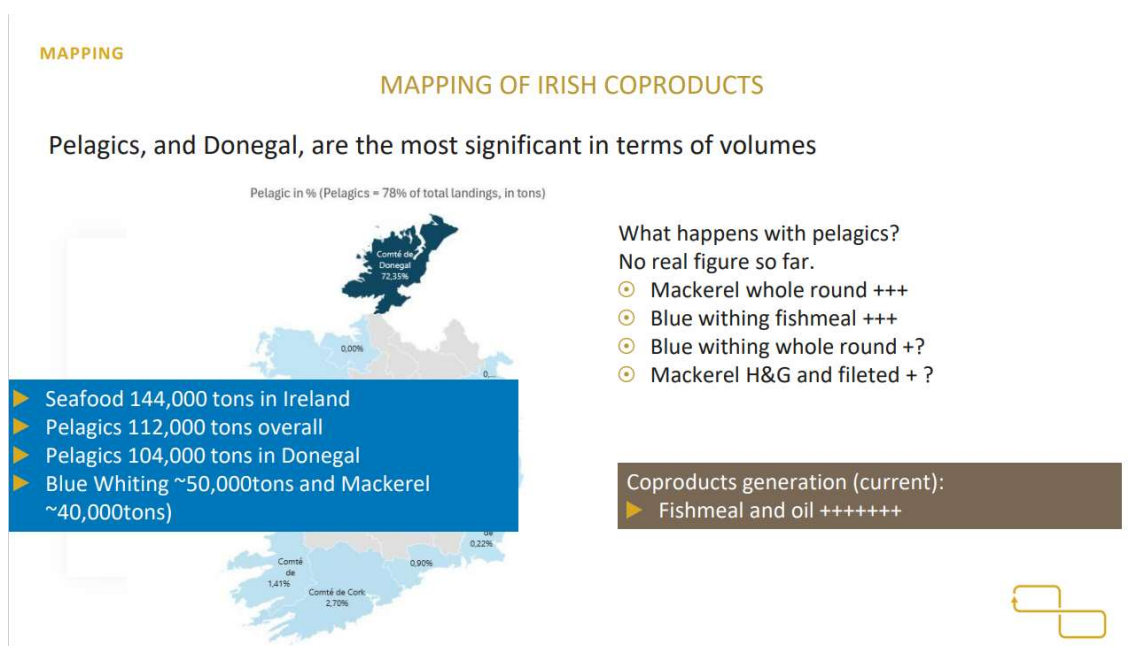 MAPPING
MAPPING OF IRISH COPRODUCTS
Pelagics, and Donegal, are the most significant in terms of volumes
Pelagic in % (Pelagics = 78% of total landings, in tons)
Comté de
Donegal
72,35%
0,00%
0,...
Seafood 144,000 tons in Ireland
Pelagics 112,000 tons overall
Pelagics 104,000 tons in Donegal
Blue Whiting ~50,000tons and Mackerel
~40,000tons)
de
0,22%
0,90%
Comté
de
1,41%
Comté de Cork
2,70%
What happens with pelagics?
No real figure so far.
Mackerel whole round +++
Blue withing fishmeal +++
Blue withing whole round +?
Mackerel H&G and fileted + ?
Coproducts generation (current):
Fishmeal and oil +++++++